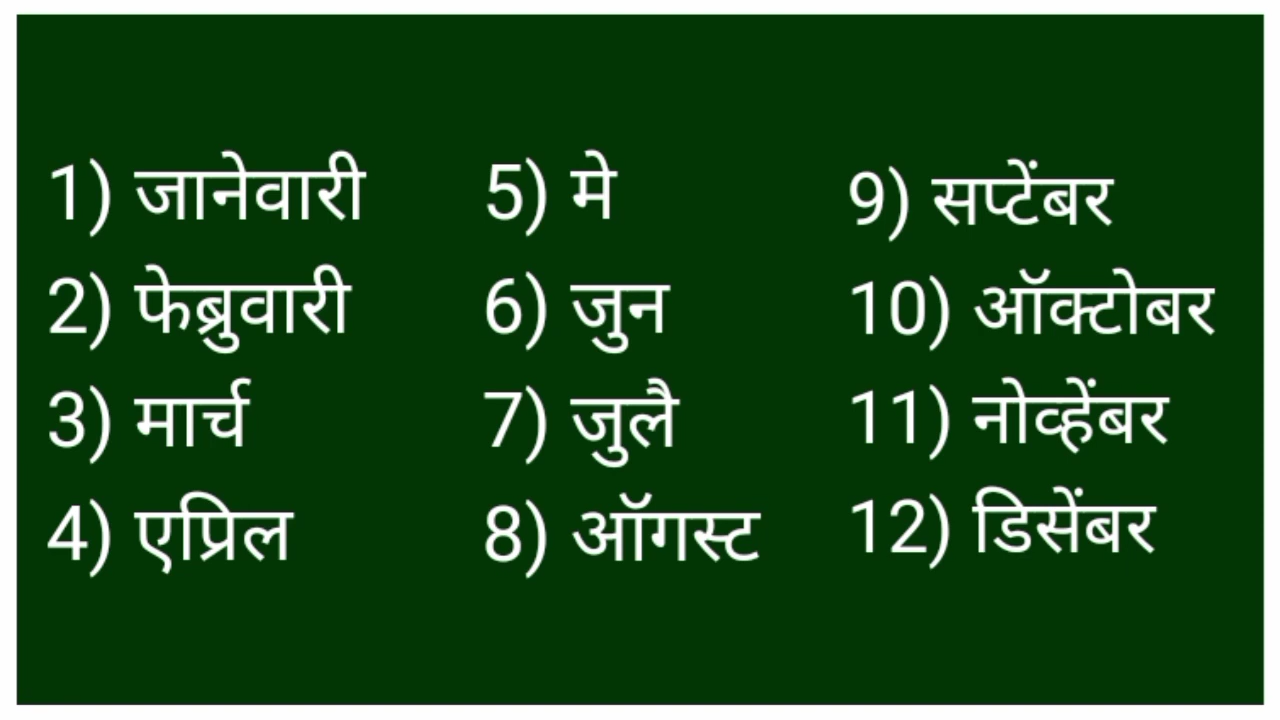 1) जानेवारी
2) फेब्रुवारी
3) मार्च
4) एप्रिल
5) मे
6) जुन
7) जुलै
8) ऑगस्ट
9) सप्टेंबर
10) ऑक्टोबर
11) नोव्हेंबर
12) डिसेंबर